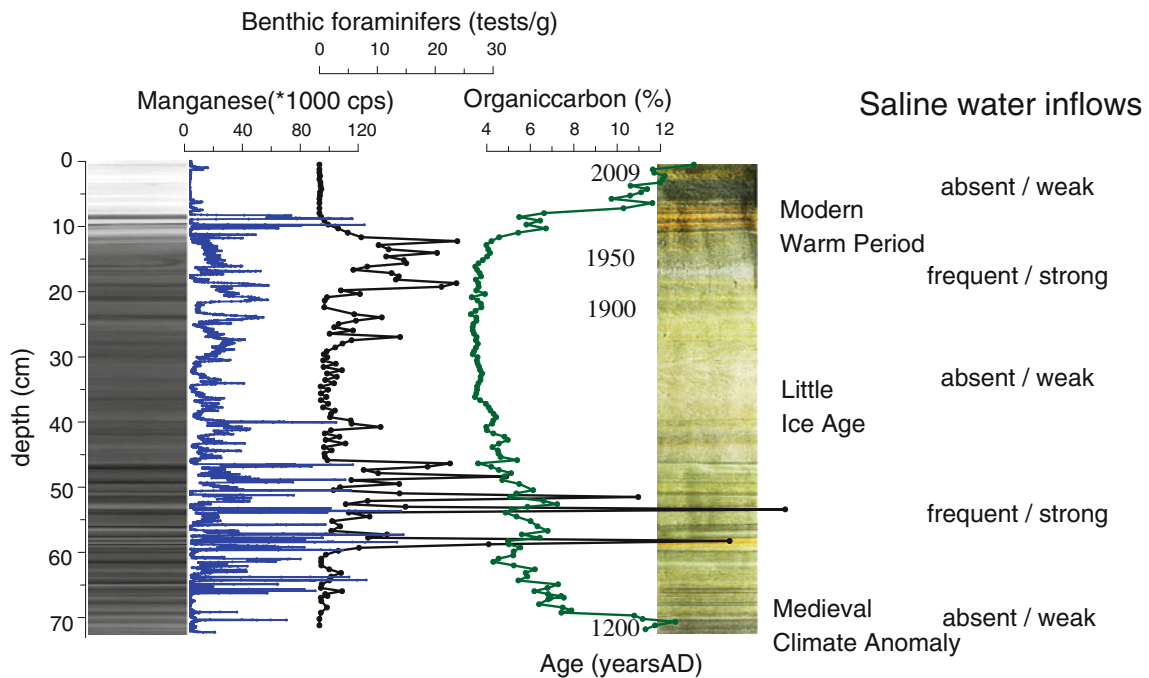 Benthic foraminifers (tests/g)
0 10 20 30
Manganese(*1000 cps)
0 40 80 120
Organiccarbon (%)
4 6 8 10 12
Saline water inflows
depth (cm)
0
10
20
30
40
50
60
70
2009
1950
1900
1200
Age (yearsAD)
Modern
Warm Period
Little
Ice Age
Medieval
Climate Anomaly
absent / weak
frequent / strong
absent / weak
frequent / strong
absent / weak